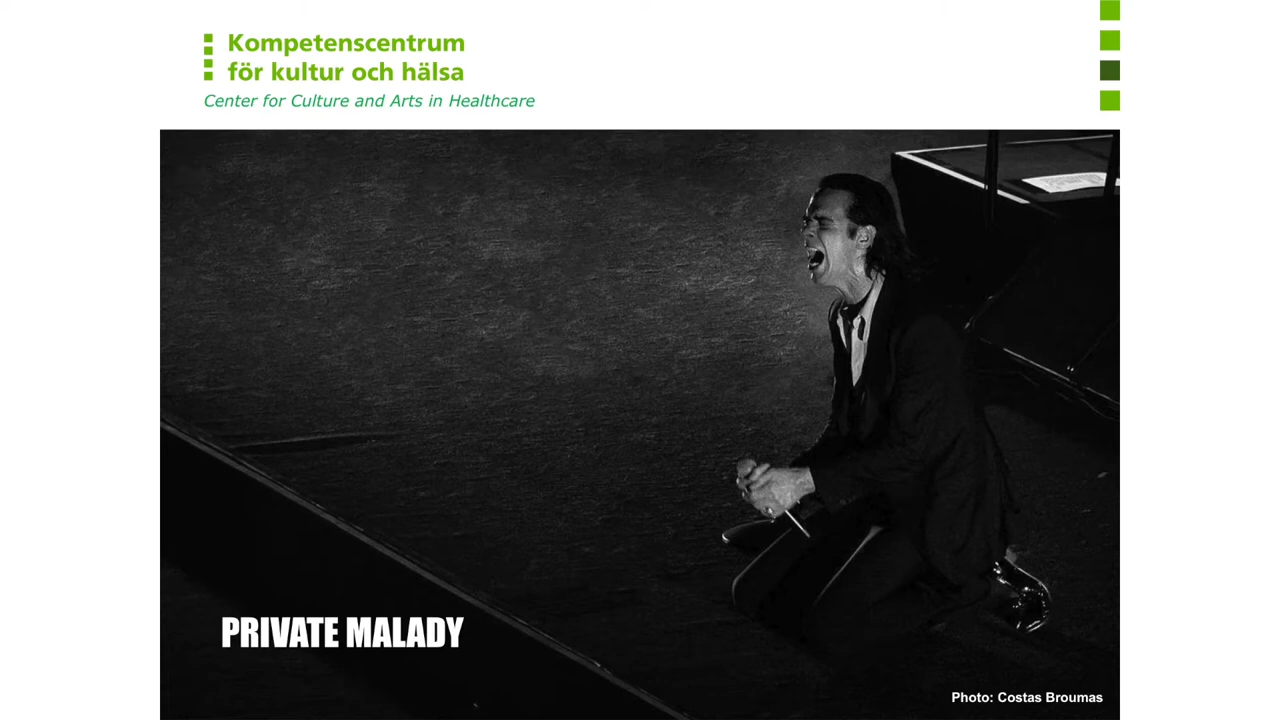 Kompetenscentrum
för kultur och hälsa
Center for Culture and Arts in Healthcare
PRIVATE MALADY
Photo: Costas Broumas